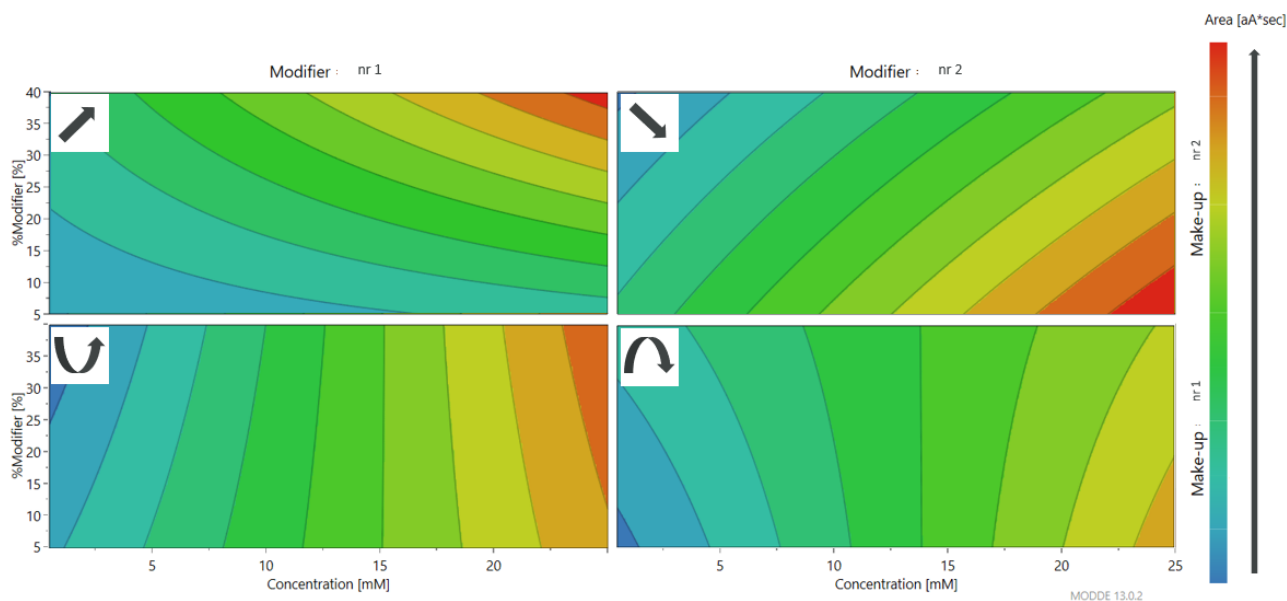 Area [aA*sec]
Modifier : nr 1
Modifier : nr 2
%Modifier [%]
40
35
30
25
20
15
10
5
Make-up : nr 2
%Modifier [%]
35
30
25
20
15
10
5
Make-up : nr 1
5
10
15
20
Concentration [mM]
5
10
15
20
25
Concentration [mM]
MODDE 13.0.2